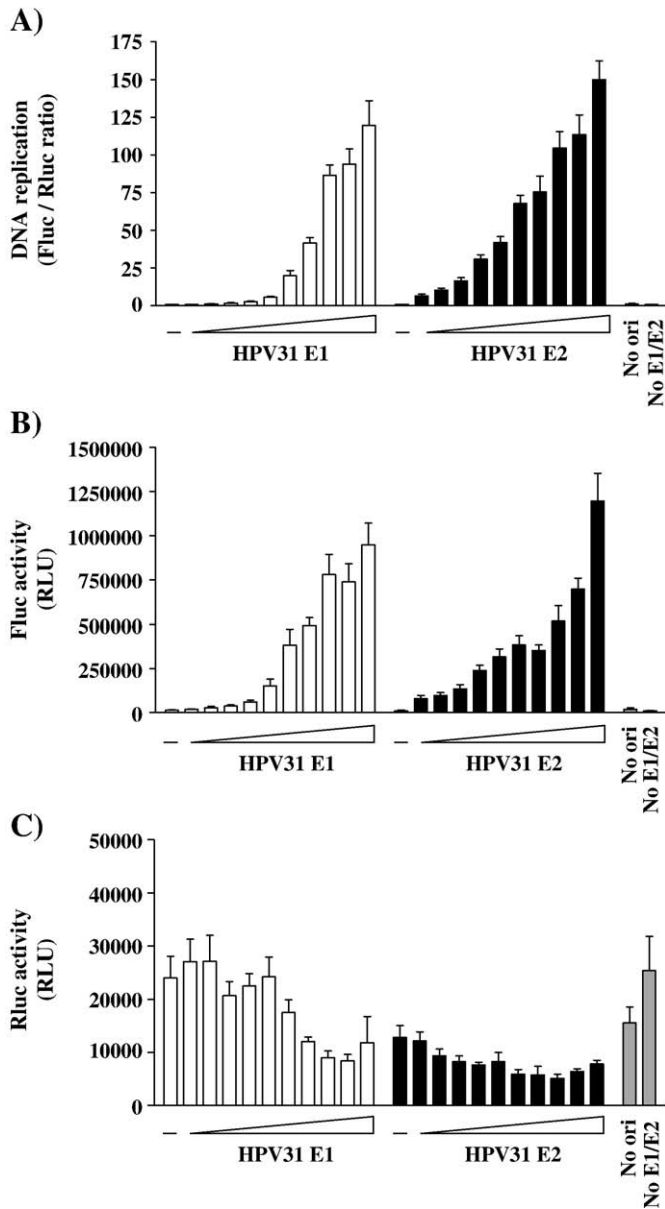 A)
DNA replication
(Fluc / Rluc ratio)
175
150
125
100
75
50
25
0
–
HPV31 E1
–
HPV31 E2
No ori
No E1/E2
B)
Fluc activity
(RLU)
1500000
1250000
1000000
750000
500000
250000
0
–
HPV31 E1
–
HPV31 E2
No ori
No E1/E2
C)
Rluc activity
(RLU)
50000
40000
30000
20000
10000
0
–
HPV31 E1
–
HPV31 E2
No ori
No E1/E2